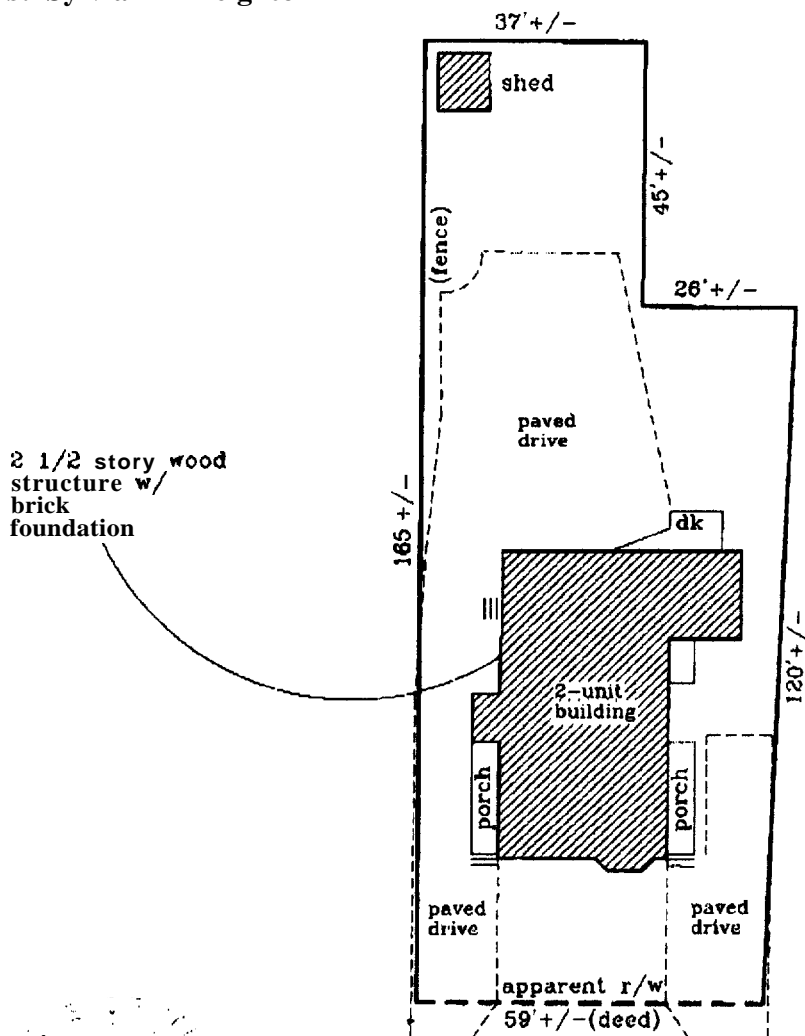 37'+/-
shed
45'+/-
(fence)
26'+/-
paved
drive
2 1/2 story wood
structure w/
brick
foundation
165 +/-
dk
120'+/-
2-unit
building
porch
porch
paved
drive
paved
drive
apparent r/w
59'+/-(deed)